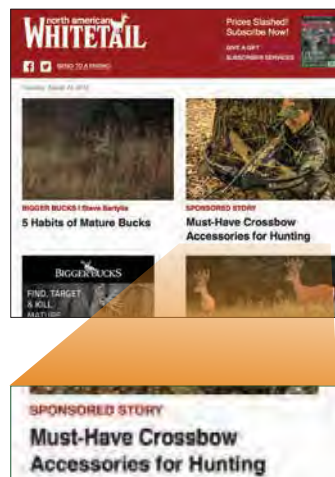 north american
WHITETAIL
Prices Slashed!
Subscribe Now!
GIVE A GIFT
SUBSCRIBER SERVICES
SEND TO A FRIEND
BIGGER BUCKS | Steve Bartylla
5 Habits of Mature Bucks
SPONSORED STORY
Must-Have Crossbow
Accessories for Hunting
BIGGER BUCKS
FIND, TARGET
& KILL
MATURE
SPONSORED STORY
Must-Have Crossbow
Accessories for Hunting